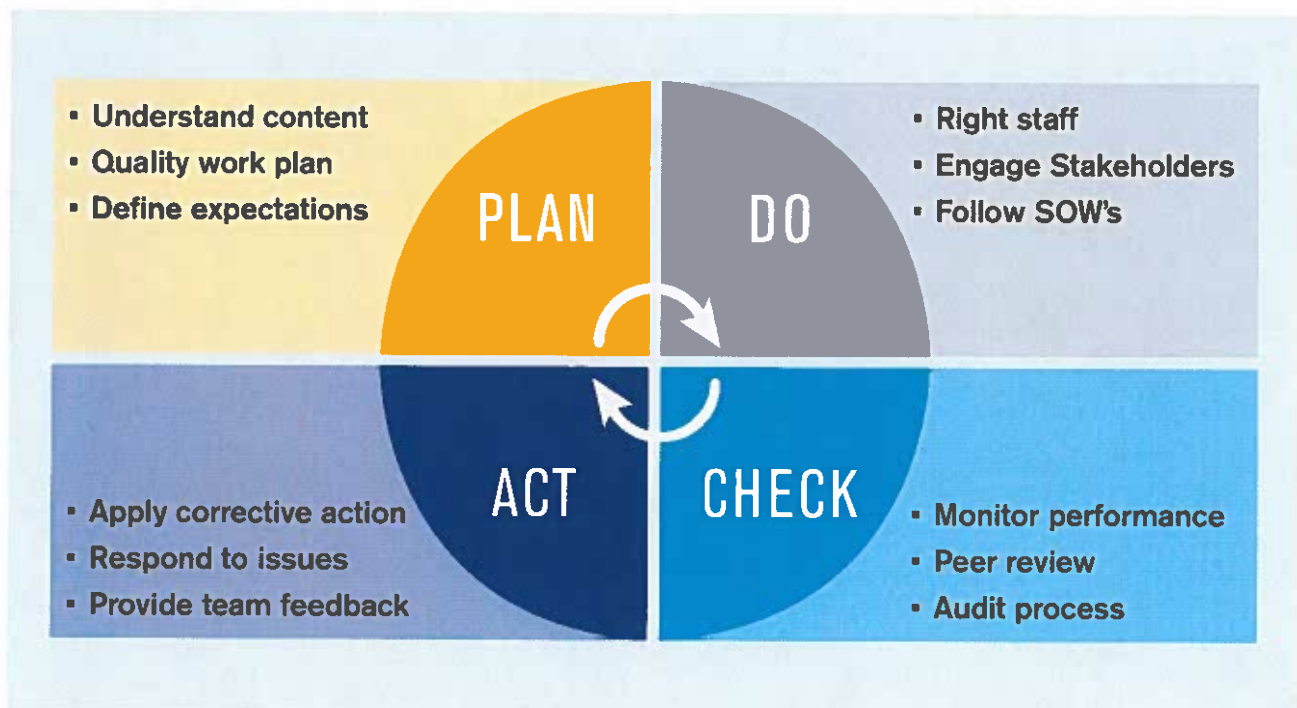 ▪ Understand content
▪ Quality work plan
▪ Define expectations
PLAN
DO
▪ Right staff
▪ Engage Stakeholders
▪ Follow SOW's
▪ Apply corrective action
▪ Respond to issues
▪ Provide team feedback
ACT
CHECK
▪ Monitor performance
▪ Peer review
▪ Audit process